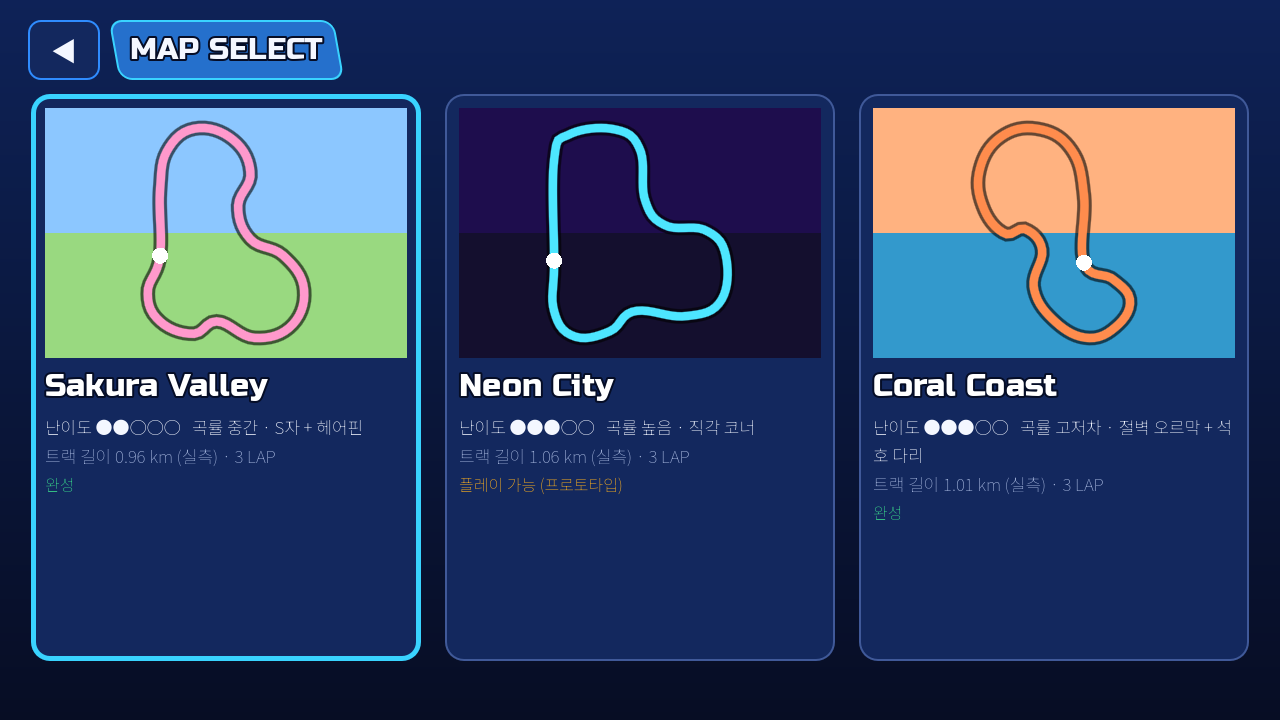 MAP SELECT
Sakura Valley
난이도 ●●○○○ 곡률 중간 · S자 + 헤어핀
트랙 길이 0.96 km (실측) · 3 LAP
완성
Neon City
난이도 ●●●○○ 곡률 높음 · 직각 코너
트랙 길이 1.06 km (실측) · 3 LAP
플레이 가능 (프로토타입)
Coral Coast
난이도 ●●●○○ 곡률 고저차 · 절벽 오르막 + 석
호 다리
트랙 길이 1.01 km (실측) · 3 LAP
완성